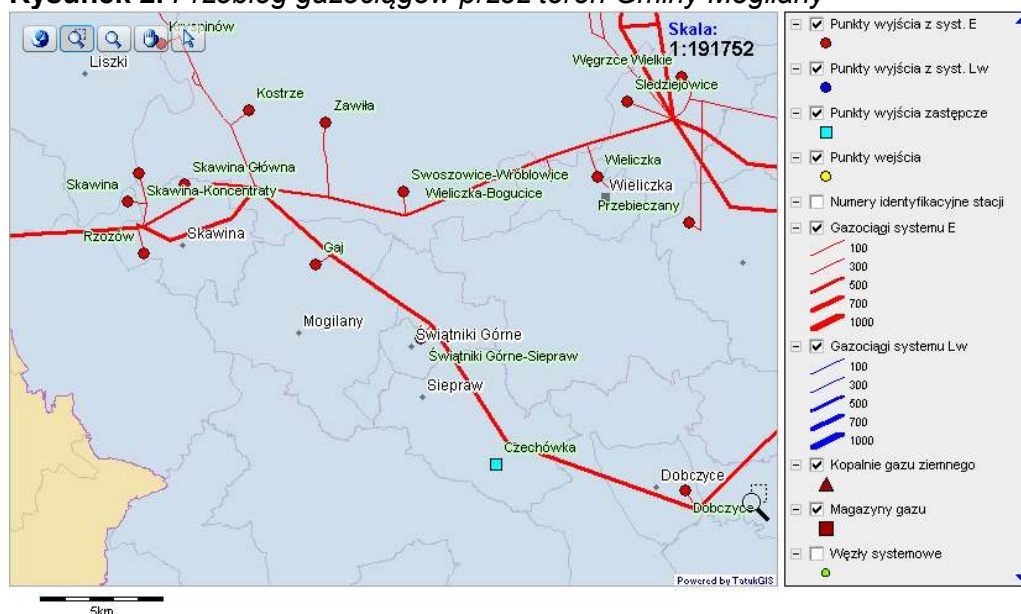 Rysunek 2. Przebieg gazociągów przez teren Gminy Mogilany
Kryspinów
Liszki
Skala:
1:191752
Węgrzce Wielkie
Śledziejowice
Kostrze
Zawiła
Skawina Główna
Skawina
Skawina-Koncentraty
Swoszowice-Wróblowice
Wieliczka-Bogucice
Wieliczka
Wieliczka
Przebieczany
Rzozów
Skawina
Gaj
Mogilany
Świątniki Górne
Świątniki Górne-Siepraw
Siepraw
Czechówka
Dobczyce
Dobczyce
Powered by TatukGIS
5km
Punkty wyjścia z syst. E
Punkty wyjścia z syst. Lw
Punkty wyjścia zastępcze
Punkty wejścia
Numery identyfikacyjne stacji
Gazociągi systemu E
100
300
500
700
1000
Gazociągi systemu Lw
100
300
500
700
1000
Kopalnie gazu ziemnego
Magazyny gazu
Węzły systemowe